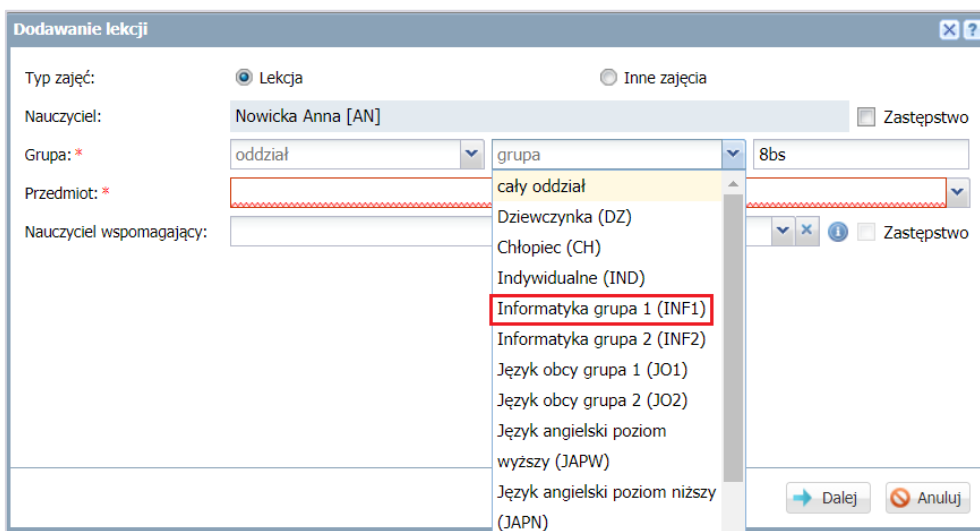 Dodawanie lekcji
Typ zajęć: Lekcja Inne zajęcia
Nauczyciel: Nowicka Anna [AN] Zastępstwo
Grupa: * oddział grupa 8bs
Przedmiot: *
Nauczyciel wspomagający: Zastępstwo
cały oddział
Dziewczynka (DZ)
Chłopiec (CH)
Indywidualne (IND)
Informatyka grupa 1 (INF1)
Informatyka grupa 2 (INF2)
Język obcy grupa 1 (JO1)
Język obcy grupa 2 (JO2)
Język angielski poziom
wyższy (JAPW)
Język angielski poziom niższy
(JAPN)
Dalej Anuluj